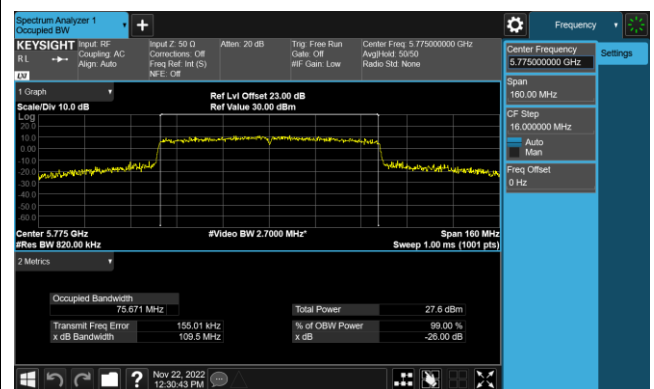 Spectrum Analyzer 1
Occupied BW
+
Frequency
KEYSIGHT
RL
LXI
Input: RF
Coupling: AC
Align: Auto
Input Z: 50 Ω
Corrections: Off
Freq Ref: Int (S)
NFE: Off
Atten: 20 dB
Trig: Free Run
Gate: Off
#IF Gain: Low
Center Freq: 5.775000000 GHz
Avg|Hold: 50/50
Radio Std: None
Center Frequency
5.775000000 GHz
Settings
Span
160.00 MHz
CF Step
16.000000 MHz
Auto
Man
Freq Offset
0 Hz
1 Graph
Scale/Div 10.0 dB
Ref Lvl Offset 23.00 dB
Ref Value 30.00 dBm
Log
20.0
10.0
0.00
-10.0
-20.0
-30.0
-40.0
-50.0
-60.0
Center 5.775 GHz
#Res BW 820.00 kHz
#Video BW 2.7000 MHz*
Span 160 MHz
Sweep 1.00 ms (1001 pts)
2 Metrics
Occupied Bandwidth
75.671 MHz
Total Power 27.6 dBm
Transmit Freq Error 155.01 kHz
% of OBW Power 99.00 %
x dB Bandwidth 109.5 MHz
x dB -26.00 dB
?
Nov 22, 2022
12:30:43 PM